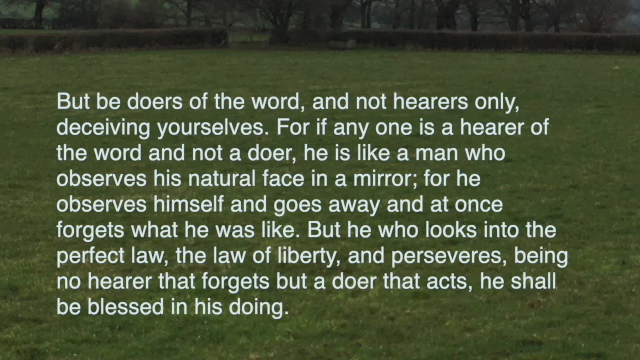 But be doers of the word, and not hearers only,
deceiving yourselves. For if any one is a hearer of
the word and not a doer, he is like a man who
observes his natural face in a mirror; for he
observes himself and goes away and at once
forgets what he was like. But he who looks into the
perfect law, the law of liberty, and perseveres, being
no hearer that forgets but a doer that acts, he shall
be blessed in his doing.